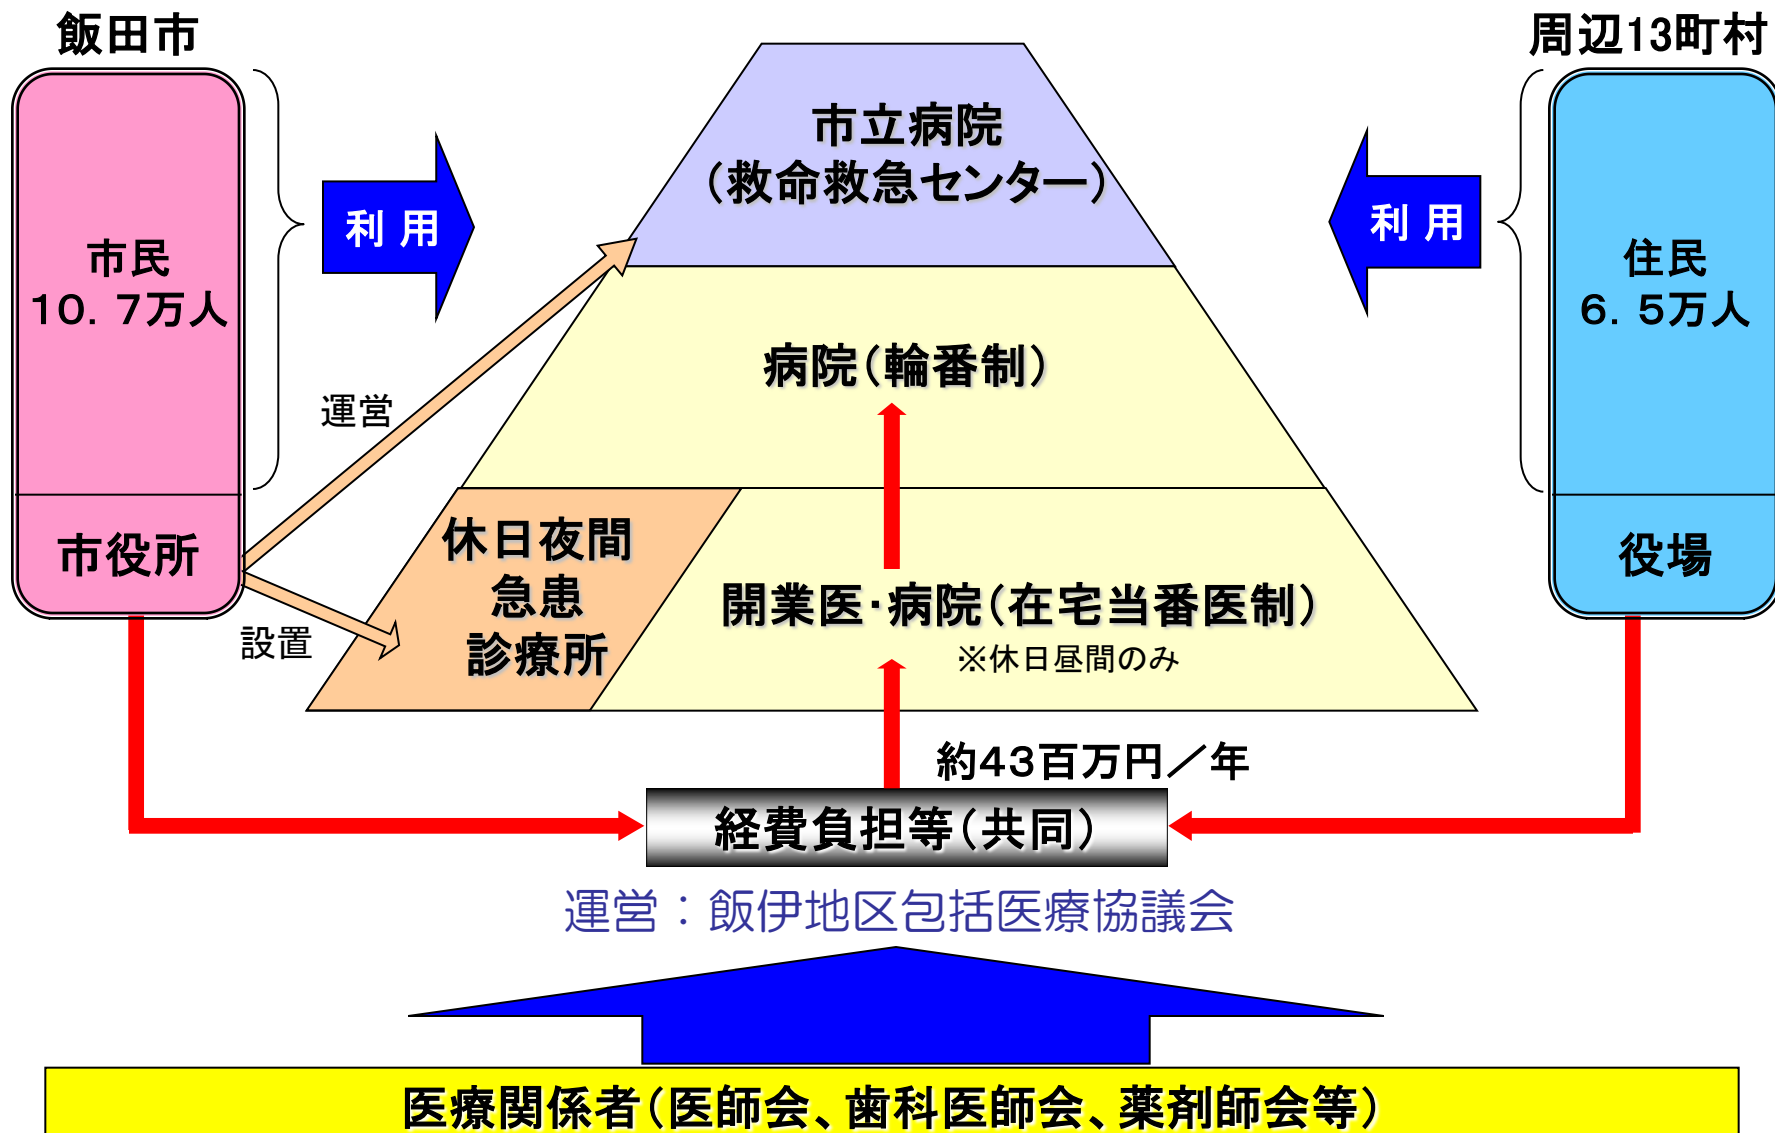 飯田市
周辺13町村
市立病院
（救命救急センター）
利 用
利 用
市民
１０．７万人
住民
６．５万人
病院（輪番制）
運営
休日夜間
急患
診療所
市役所
役場
開業医・病院（在宅当番医制）
※休日昼間のみ
設置
約４３百万円／年
経費負担等（共同）
運営：飯伊地区包括医療協議会
医療関係者（医師会、歯科医師会、薬剤師会等）